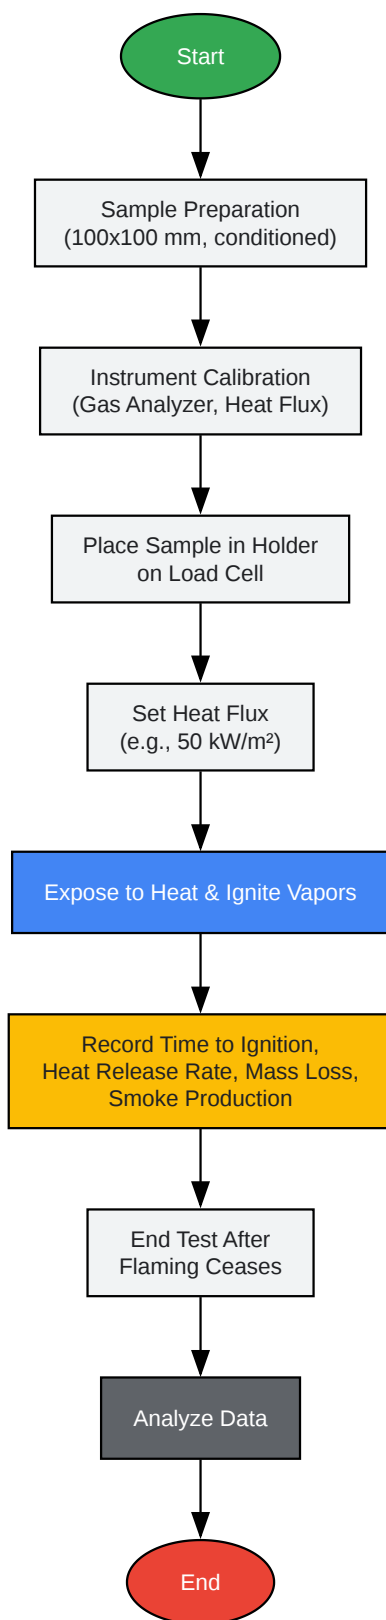 Start
Sample Preparation
(100x100 mm, conditioned)
Instrument Calibration
(Gas Analyzer, Heat Flux)
Place Sample in Holder
on Load Cell
Set Heat Flux
(e.g., 50 kW/m²)
Expose to Heat & Ignite Vapors
Record Time to Ignition,
Heat Release Rate, Mass Loss,
Smoke Production
End Test After
Flaming Ceases
Analyze Data
End